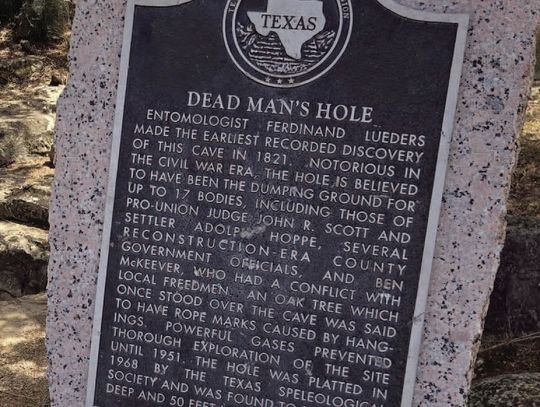 TEXAS
DEAD MAN'S HOLE
ENTOMOLOGIST FERDINAND LUEDERS
MADE THE EARLIEST RECORDED DISCOVERY
OF THIS CAVE IN 1821. NOTORIOUS IN
THE CIVIL WAR ERA, THE HOLE IS BELIEVED
TO HAVE BEEN THE DUMPING GROUND FOR
UP TO 17 BODIES, INCLUDING THOSE OF
PRO-UNION JUDGE JOHN R. SCOTT AND
SETTLER ADOLPH HOPPE, SEVERAL
RECONSTRUCTION-ERA COUNTY
GOVERNMENT OFFICIALS, AND BEN
McKEEVER, WHO HAD A CONFLICT WITH
LOCAL FREEDMEN. AN OAK TREE WHICH
ONCE STOOD OVER THE CAVE WAS SAID
TO HAVE ROPE MARKS CAUSED BY HANG-
INGS. POWERFUL GASES PREVENTED
THOROUGH EXPLORATION OF THE SITE
UNTIL 1951. THE HOLE WAS PLATTED IN
1968 BY THE TEXAS SPELEOLOGICAL
SOCIETY AND WAS FOUND TO
DEEP AND 50 FEET